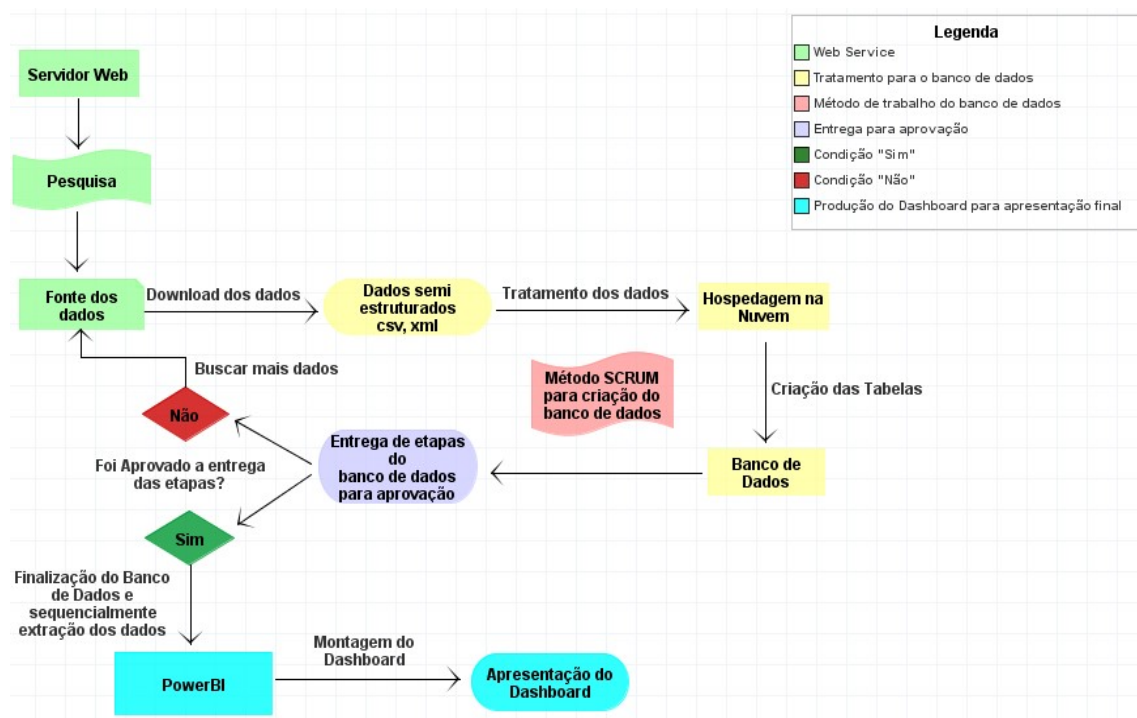 Legenda
Web Service
Tratamento para o banco de dados
Método de trabalho do banco de dados
Entrega para aprovação
Condição "Sim"
Condição "Não"
Produção do Dashboard para apresentação final
Servidor Web
Pesquisa
Fonte dos
dados
Download dos dados
Dados semi
estruturados
csv, xml
Tratamento dos dados
Hospedagem na
Nuvem
Criação das Tabelas
Banco de
Dados
Método SCRUM
para criação do
banco de dados
Entrega de etapas
do
banco de dados
para aprovação
Foi Aprovado a entrega
das etapas?
Não
Buscar mais dados
Sim
Finalização do Banco
de Dados e
sequencialmente
extração dos dados
PowerBI
Montagem do
Dashboard
Apresentação do
Dashboard